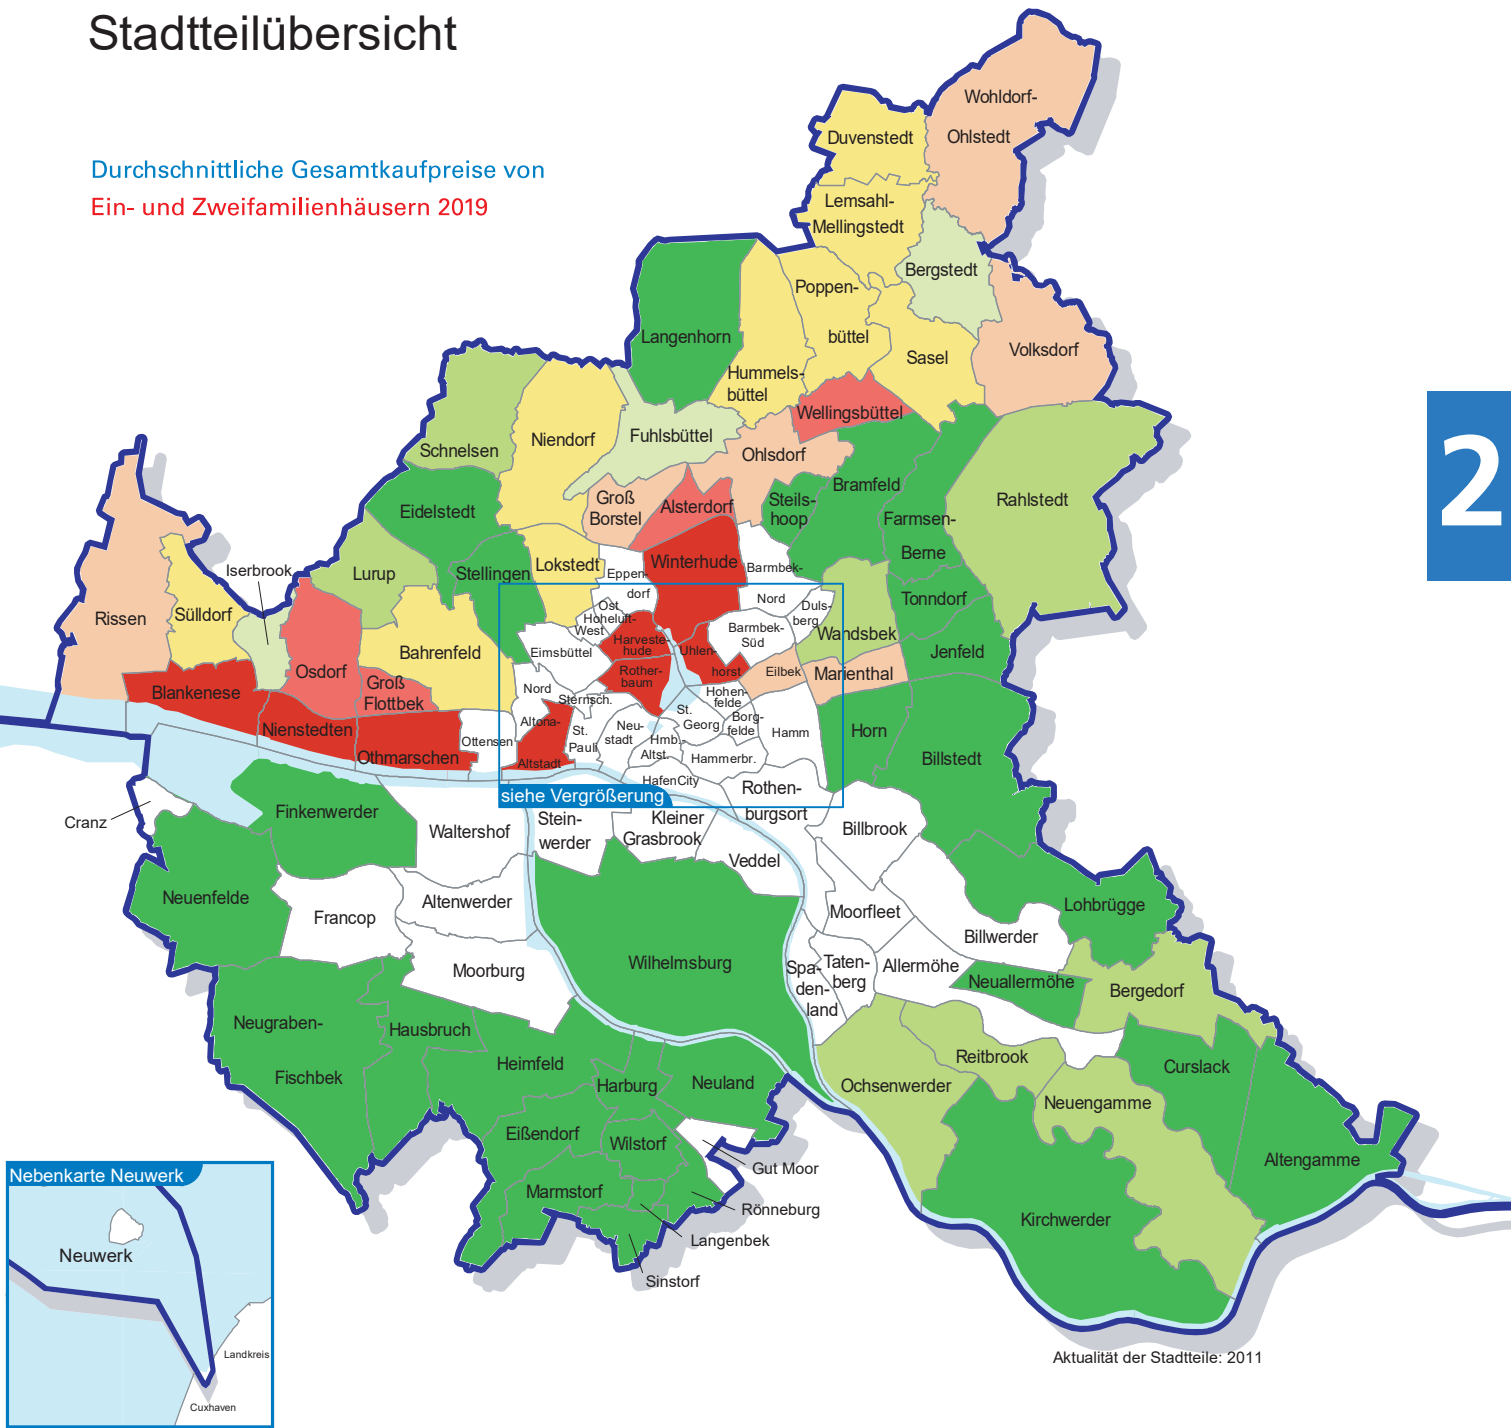 Stadtteilübersicht
Durchschnittliche Gesamtkaufpreise von
Ein- und Zweifamilienhäusern 2019
2
Wohldorf-
Ohlstedt
Duvenstedt
Lemsahl-
Mellingstedt
Bergstedt
Poppen-
büttel
Langenhorn
Hummels-
büttel
Sasel
Volksdorf
Wellingsbüttel
Schnelsen
Niendorf
Fuhlsbüttel
Ohlsdorf
Groß
Borstel
Alsterdorf
Steils-
hoop
Bramfeld
Farmsen-
Berne
Rahlstedt
Eidelstedt
Lokstedt
Stellingen
Lurup
Iserbrook
Sülldorf
Rissen
Winterhude
Eppen-
dorf
Barmbek-
Nord
Duls-
berg
Ost
Hoheluft-
West
Barmbek-
Süd
Tonndorf
Wandsbek
Jenfeld
Eimsbüttel
Harveste-
hude
Uhlen-
horst
Rother-
baum
Eilbek
Marienthal
Bahrenfeld
Osdorf
Groß
Flottbek
Blankenese
Nienstedten
Othmarschen
Ottensen
Nord
Altona-
Altstadt
Sternsch.
St.
Pauli
Neu-
stadt
Hmb.-
Altst.
St.
Georg
Hohen-
felde
Borg-
felde
Hamm
Hammerbr.
HafenCity
Horn
Billstedt
siehe Vergrößerung
Rothen-
burgsort
Cranz
Finkenwerder
Waltershof
Stein-
werder
Kleiner
Grasbrook
Veddel
Billbrook
Neuenfelde
Francop
Altenwerder
Moorfleet
Lohbrügge
Billwerder
Moorburg
Wilhelmsburg
Spa-
den-
land
Taten-
berg
Allermöhe
Neuallermöhe
Bergedorf
Neugraben-
Fischbek
Hausbruch
Heimfeld
Harburg
Neuland
Ochsenwerder
Reitbrook
Curslack
Neuengamme
Eißendorf
Wilstorf
Gut Moor
Altengamme
Marmstorf
Rönneburg
Langenbek
Sinstorf
Kirchwerder
Nebenkarte Neuwerk
Neuwerk
Landkreis
Cuxhaven
Aktualität der Stadtteile: 2011